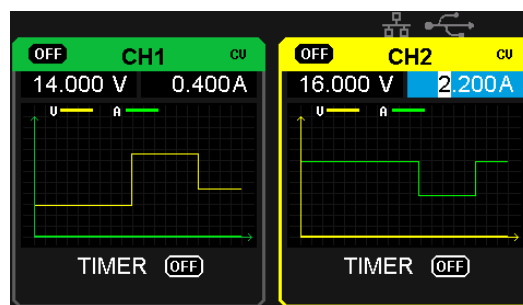 OFF CH1 CV
14.000 V 0.400A
V A
TIMER OFF
OFF CH2 CV
16.000 V 2.200A
V A
TIMER OFF